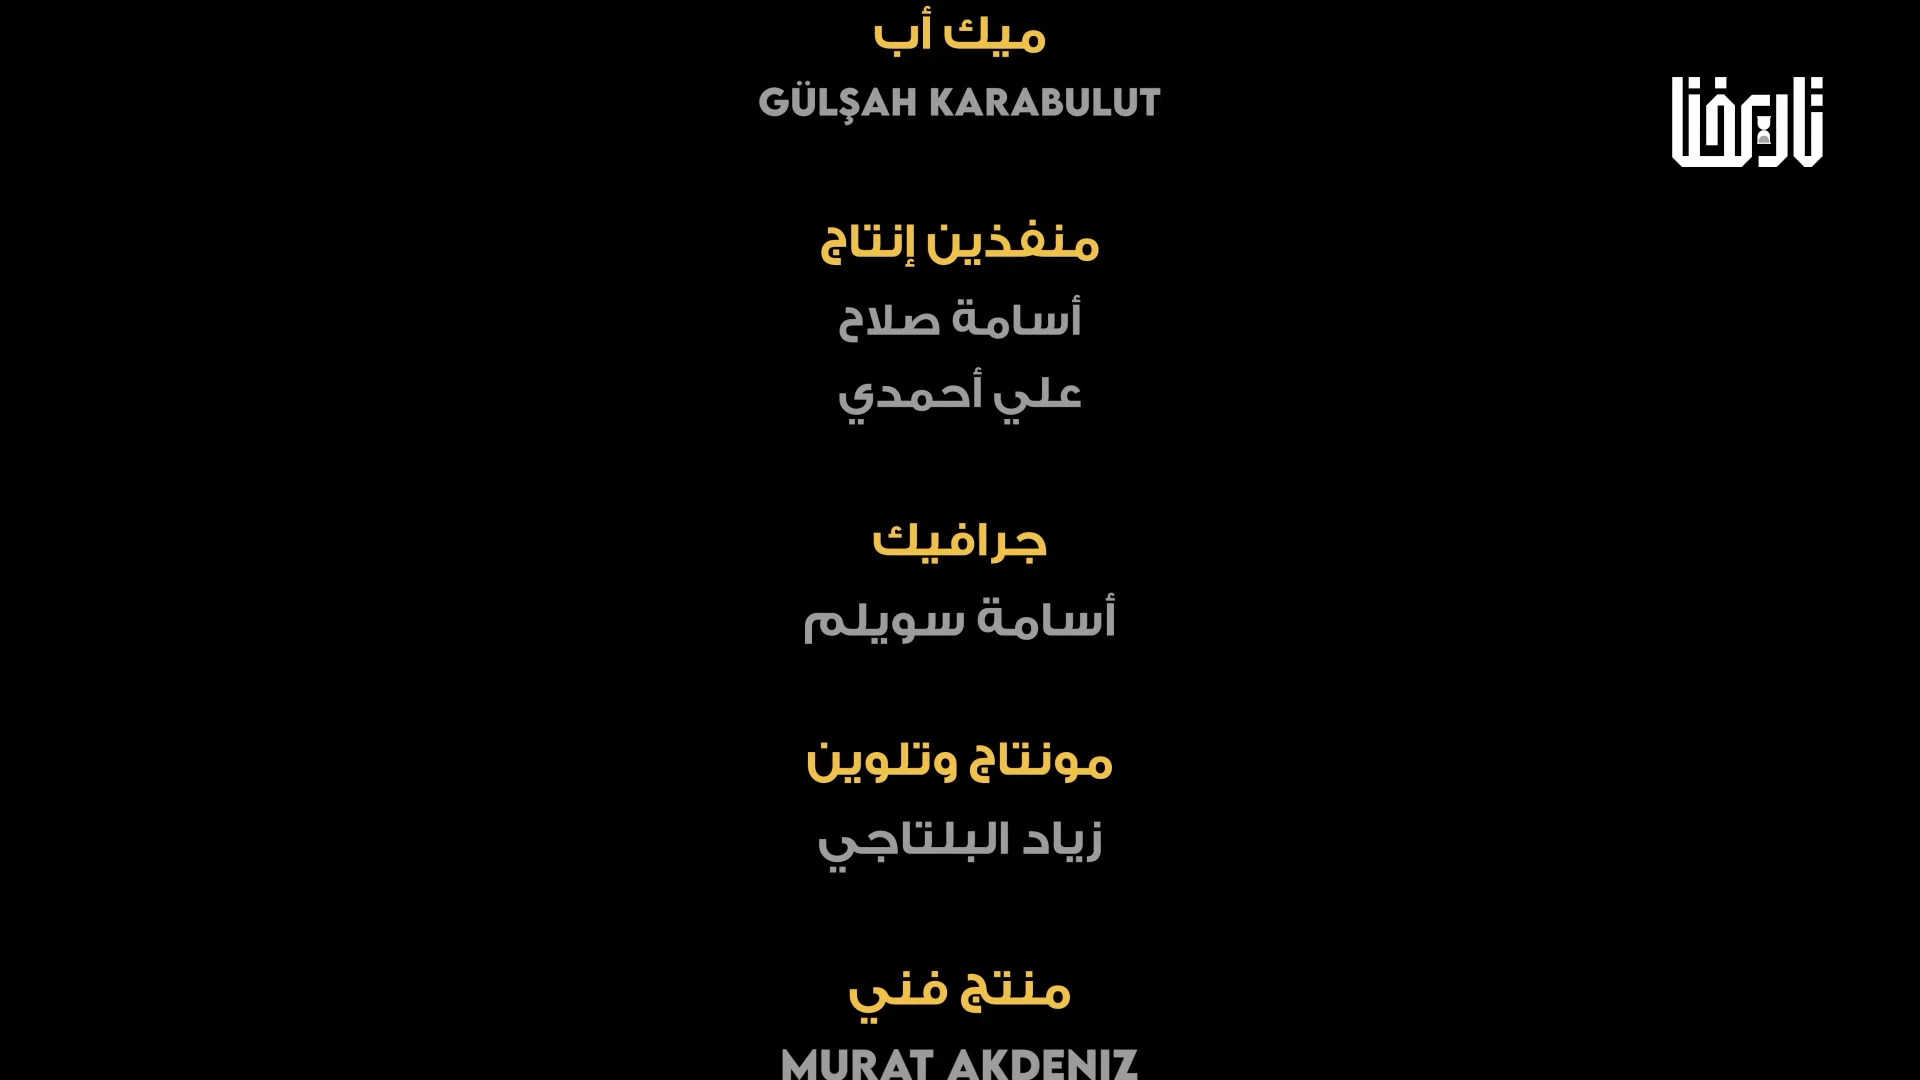 ميك أب
GÜLŞAH KARABULUT
تاريخنا
منفذين إنتاج
أسامة صلاح
علي أحمدي
جرافيك
أسامة سويلم
مونتاج وتلوين
زياد البلتاجي
منتج فني
MURAT AKDENIZ